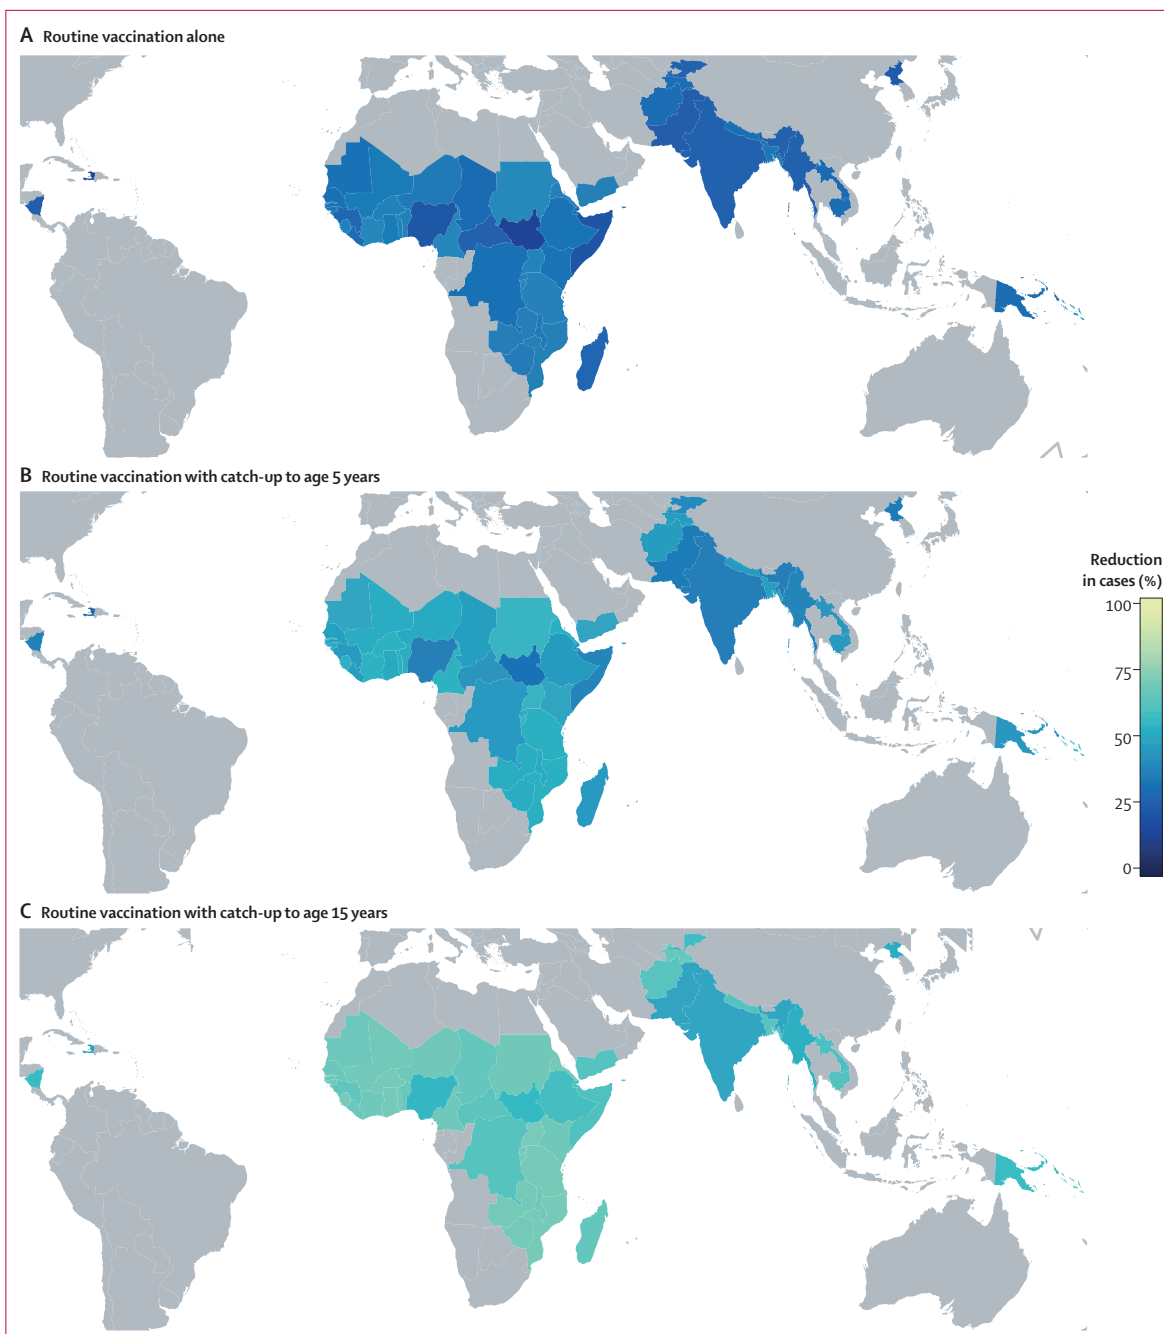 A Routine vaccination alone
B Routine vaccination with catch-up to age 5 years
Reduction
in cases (%)
100
75
50
25
0
C Routine vaccination with catch-up to age 15 years